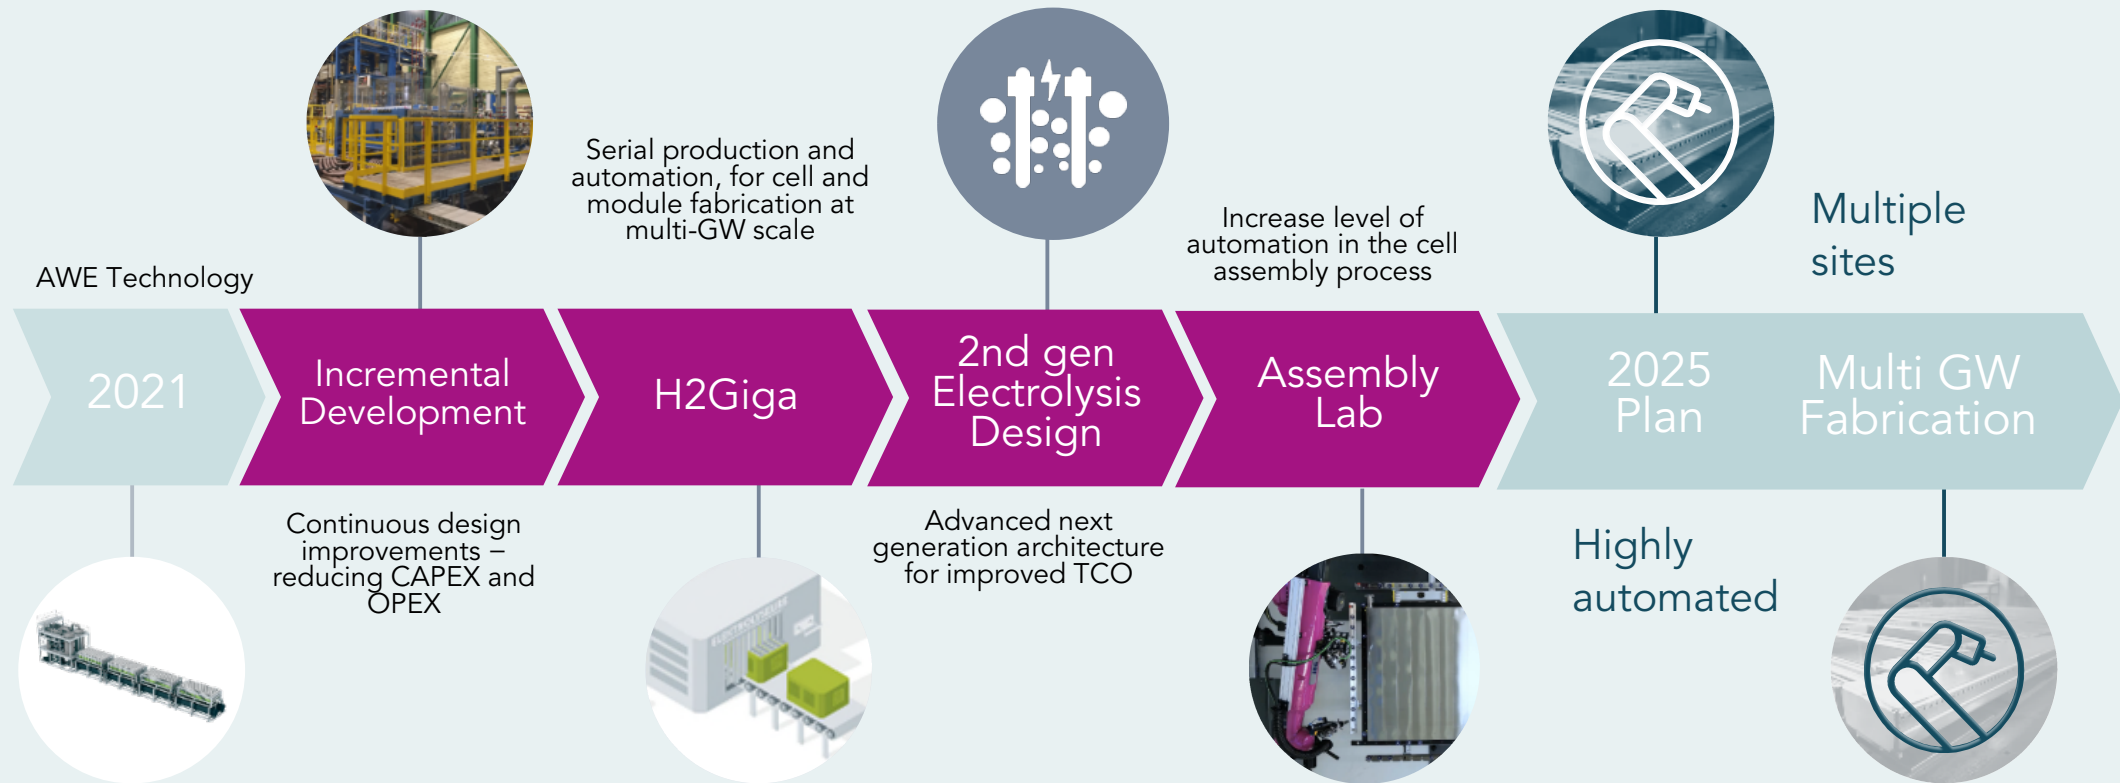 AWE Technology
2021
Incremental
Development
Continuous design
improvements –
reducing CAPEX and
OPEX
Serial production and
automation, for cell and
module fabrication at
multi-GW scale
H2Giga
ELECTROLYSEUR
2nd gen
Electrolysis
Design
Advanced next
generation architecture
for improved TCO
Increase level of
automation in the cell
assembly process
Assembly
Lab
2025
Plan
Highly
automated
Multiple
sites
Multi GW
Fabrication